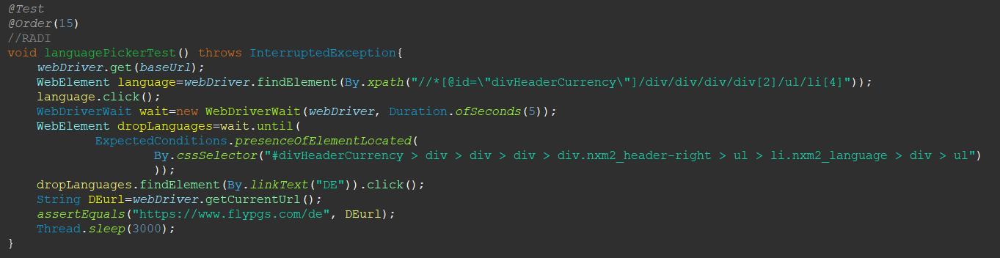 @Test
@Order(15)
//RADI
void languagePickerTest() throws InterruptedException{
    webDriver.get(baseUrl);
    WebElement language=webDriver.findElement(By.xpath("//*[@id=\"divHeaderCurrency\"]/div/div/div/div[2]/ul/li[4]"));
    language.click();
    WebDriverWait wait=new WebDriverWait(webDriver, Duration.ofSeconds(5));
    WebElement dropLanguages=wait.until(
            ExpectedConditions.presenceOfElementLocated(
                    By.cssSelector("#divHeaderCurrency > div > div > div > div.nxm2_header-right > ul > li.nxm2_language > div > ul")
                    ));
    dropLanguages.findElement(By.linkText("DE")).click();
    String DEurl=webDriver.getCurrentUrl();
    assertEquals("https://www.flypgs.com/de", DEurl);
    Thread.sleep(3000);
}